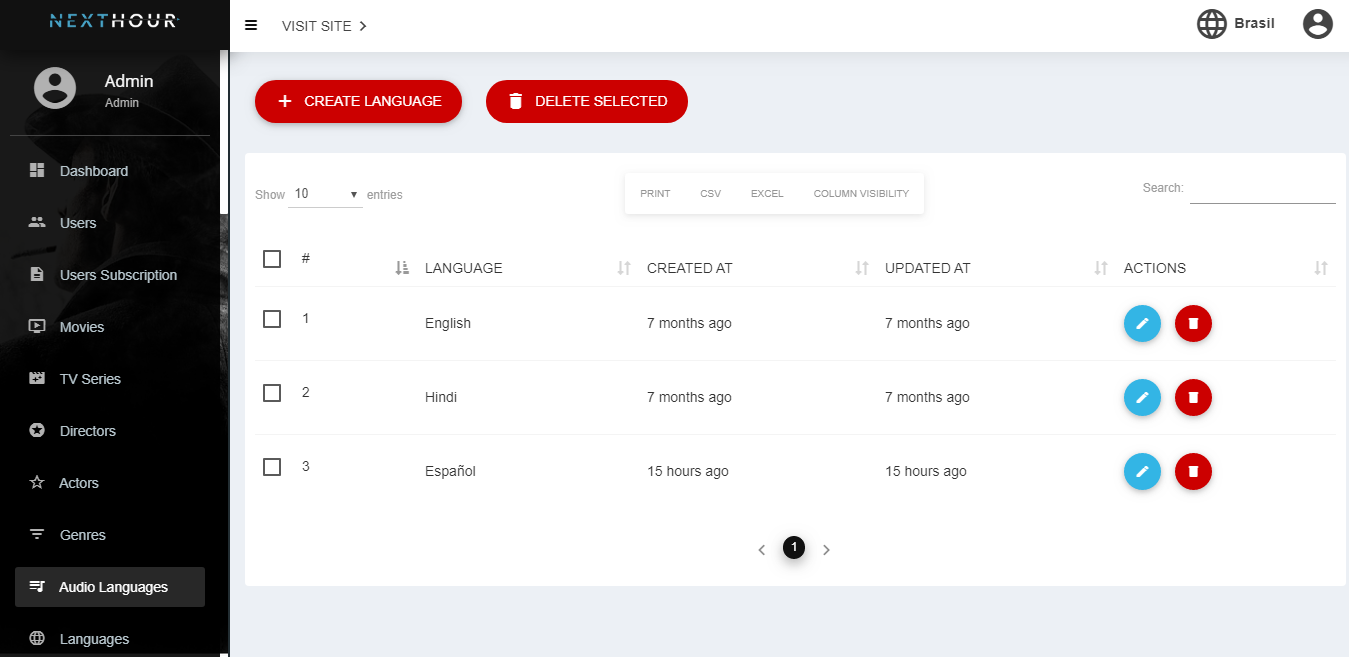 NEXTHOUR
VISIT SITE
Brasil
Admin
Admin
Dashboard
Users
Users Subscription
Movies
TV Series
Directors
Actors
Genres
Audio Languages
Languages
CREATE LANGUAGE
DELETE SELECTED
Show 10 entries
PRINT CSV EXCEL COLUMN VISIBILITY
Search:
# LANGUAGE CREATED AT UPDATED AT ACTIONS
1 English 7 months ago 7 months ago
2 Hindi 7 months ago 7 months ago
3 Español 15 hours ago 15 hours ago
1